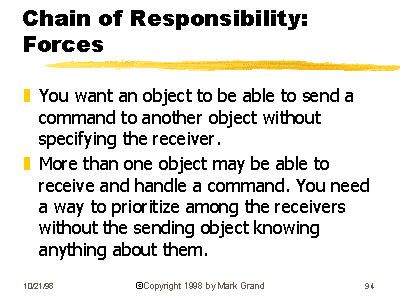 Chain of Responsibility:
Forces
You want an object to be able to send a
command to another object without
specifying the receiver.
More than one object may be able to
receive and handle a command. You need
a way to prioritize among the receivers
without the sending object knowing
anything about them.
10/21/98 ©Copyright 1998 by Mark Grand 94